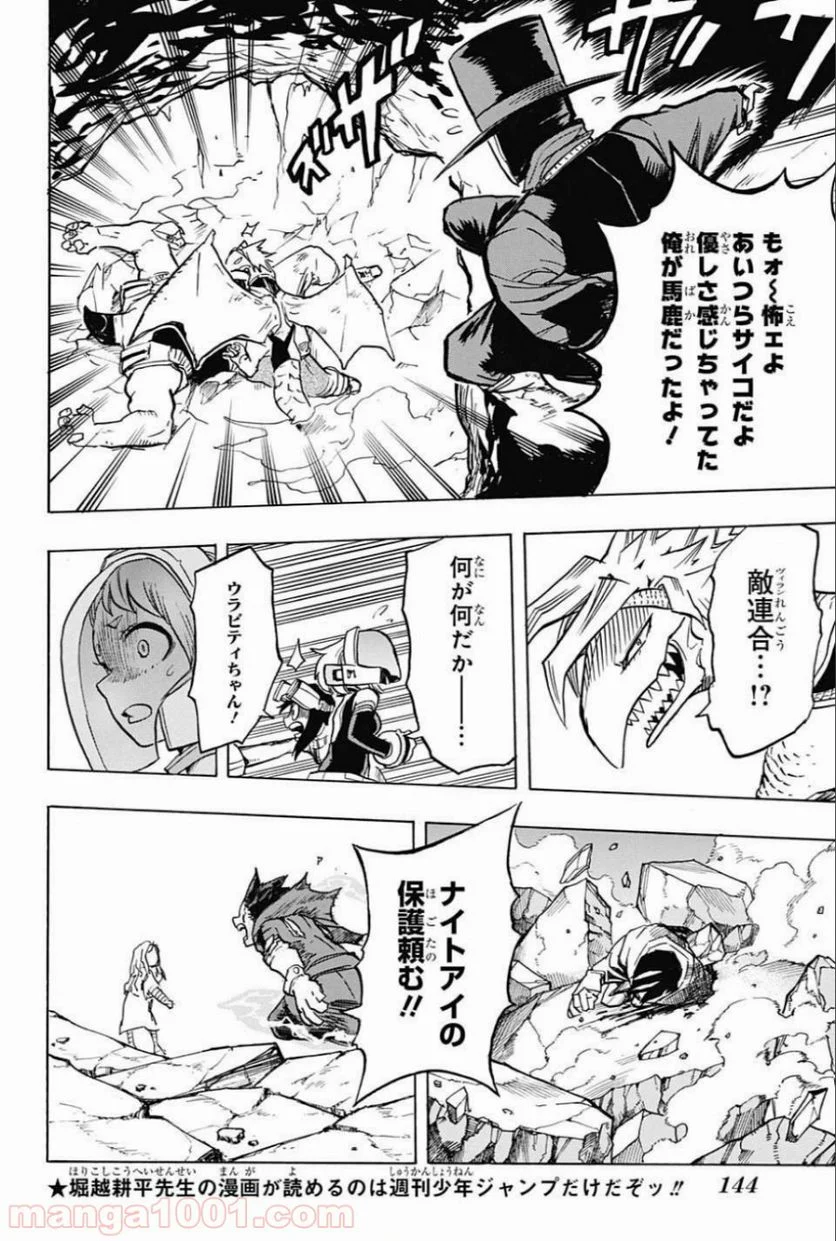 ズザザザ
もォ〜怖エよ
あいつらサイコだよ
優しさ感じちゃってた
俺が馬鹿だったよ！
敵連合…!?
何が何だか
——…
ウラビティちゃん！
ナイトアイの
保護頼む!!
★堀越耕平先生の漫画が読めるのは週刊少年ジャンプだけだぞッ!!
144
manga1001.com